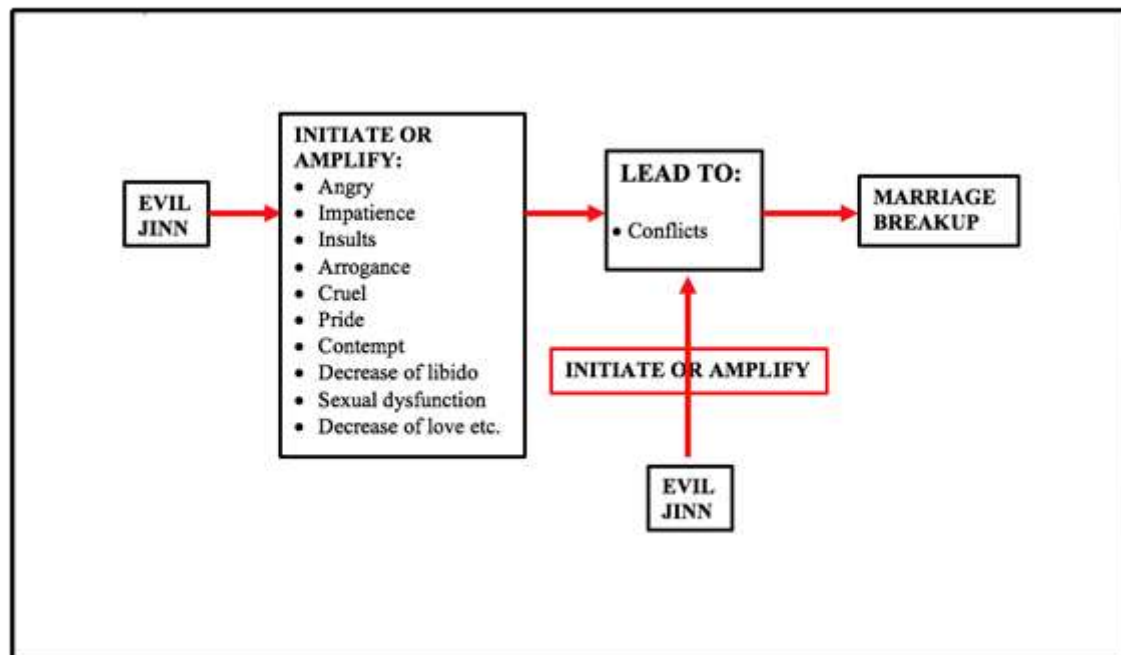 EVIL
JINN
INITIATE OR
AMPLIFY:
• Angry
• Impatience
• Insults
• Arrogance
• Cruel
• Pride
• Contempt
• Decrease of libido
• Sexual dysfunction
• Decrease of love etc.
LEAD TO:
• Conflicts
MARRIAGE
BREAKUP
INITIATE OR AMPLIFY
EVIL
JINN